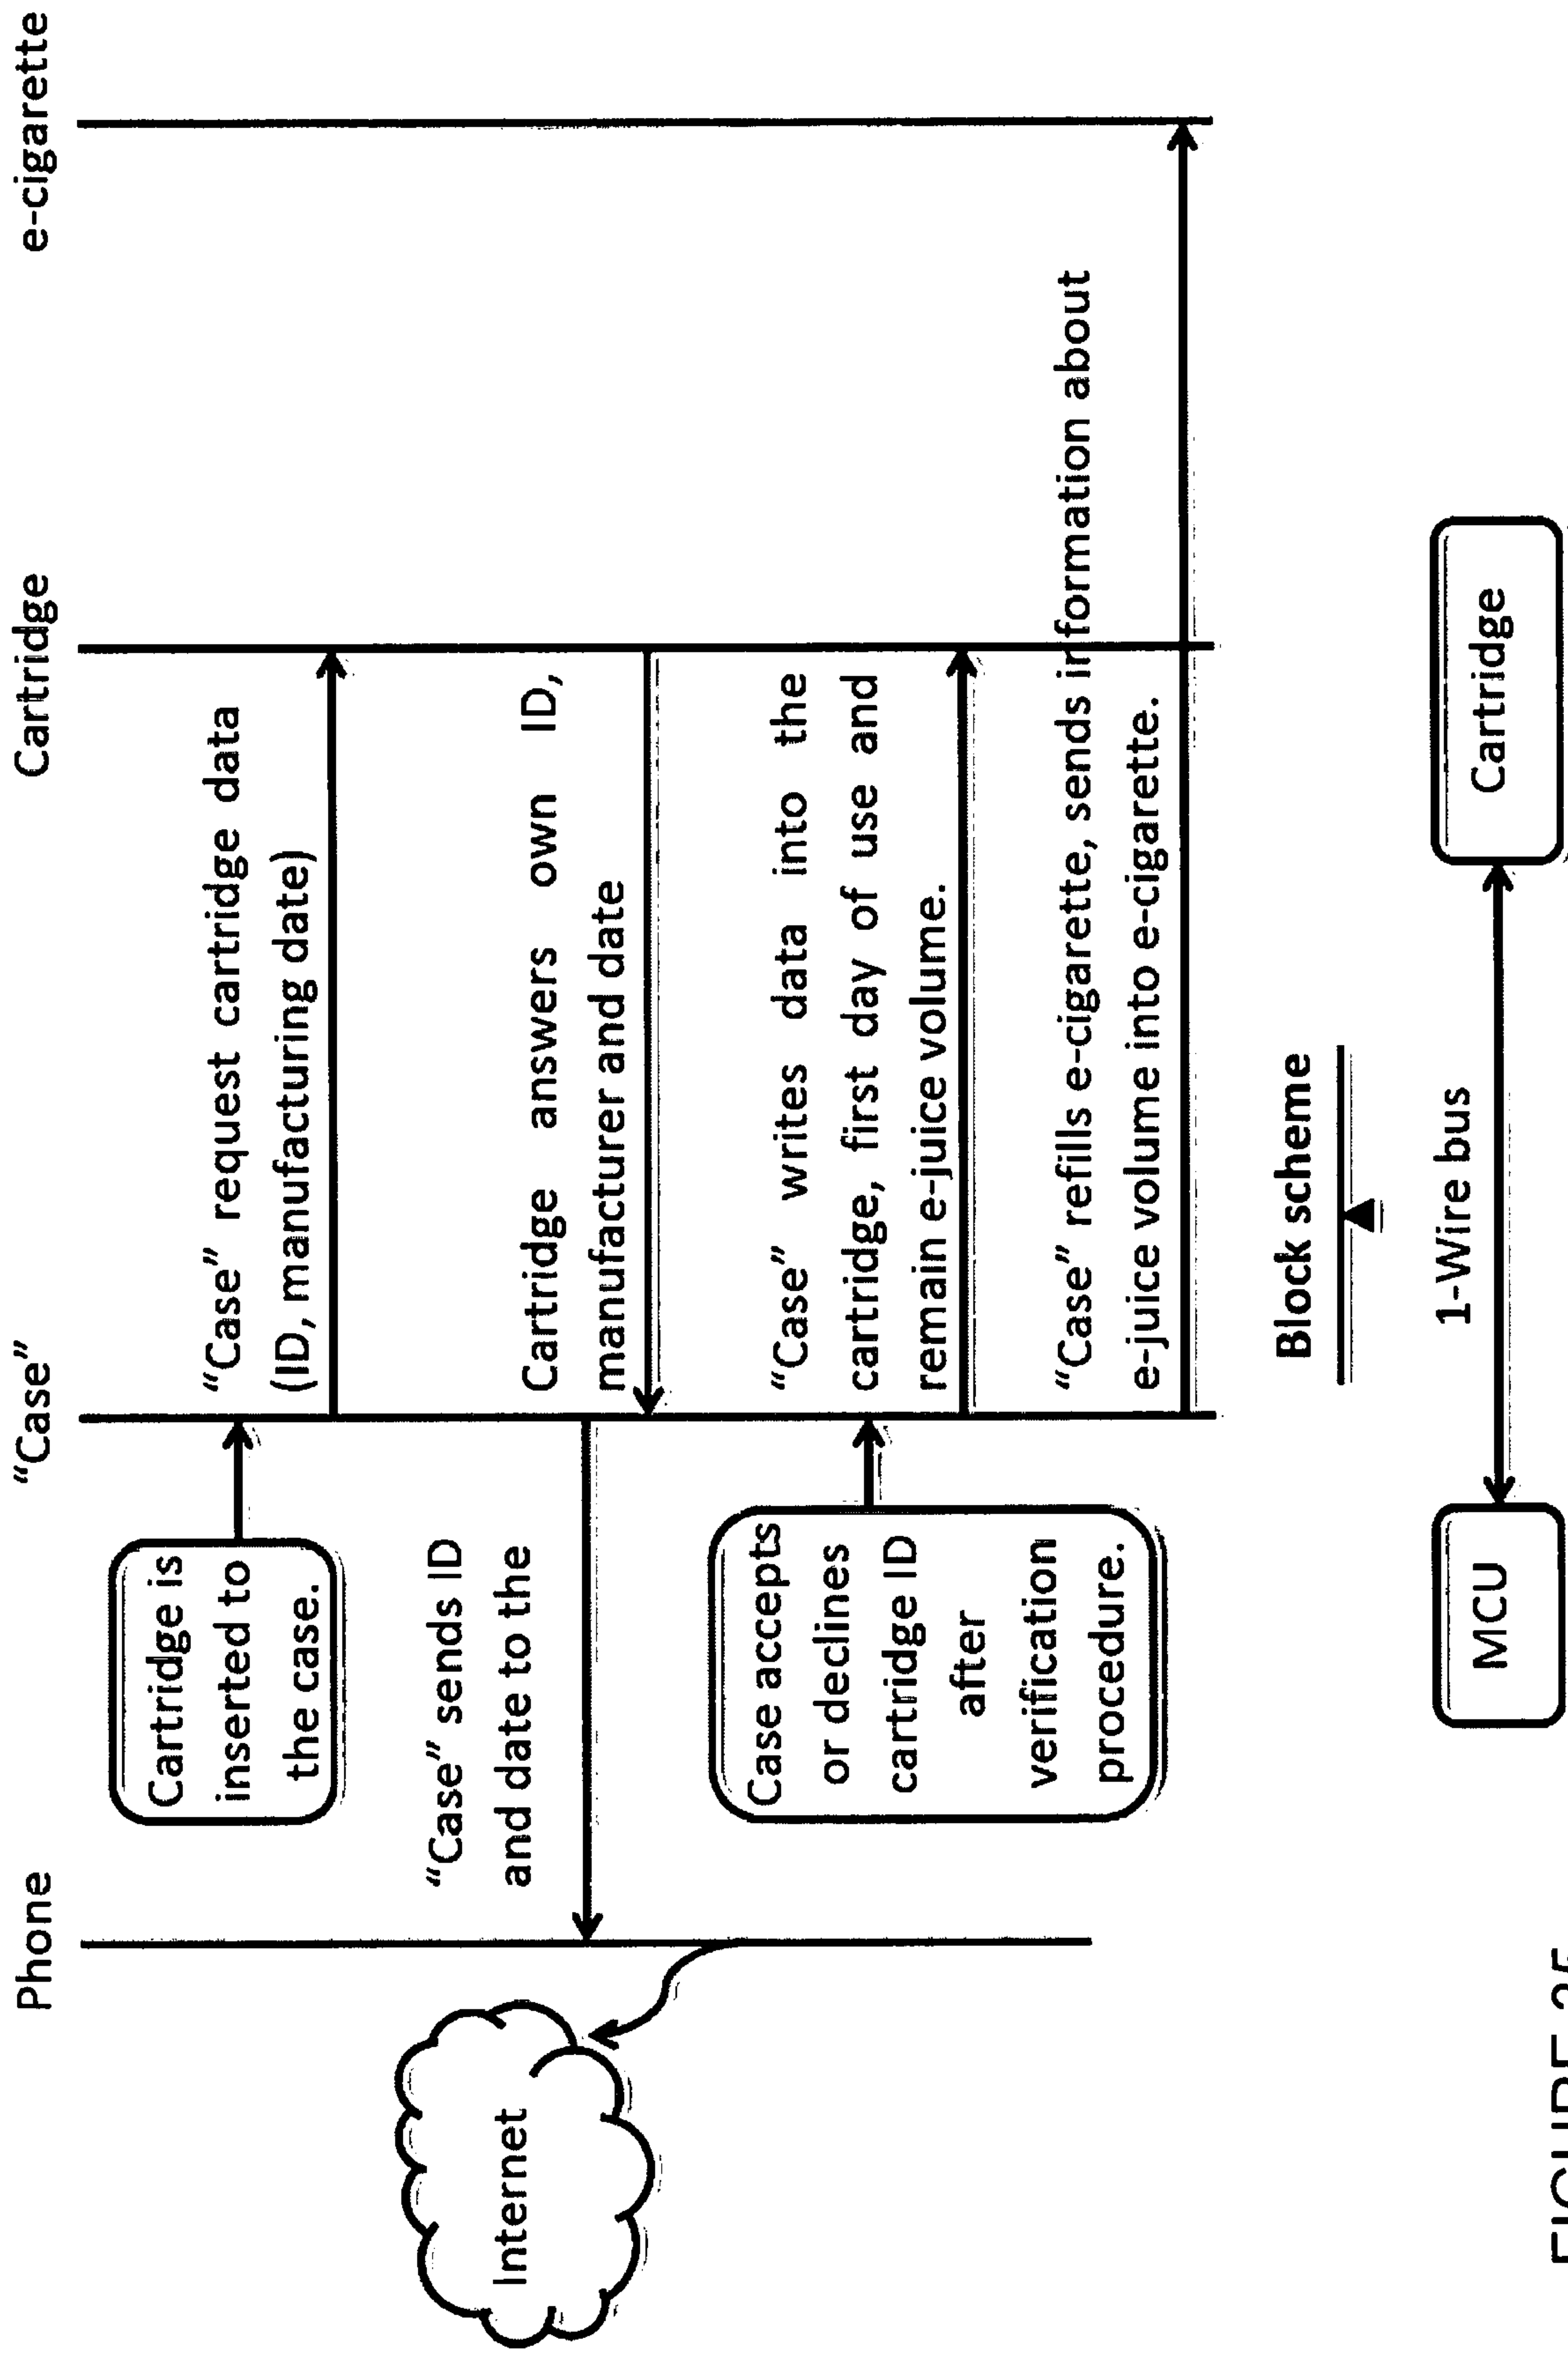 Phone
"Case"
Cartridge
e-cigarette
Cartridge is
inserted to
the case.
"Case" request cartridge data
(ID, manufacturing date)
Internet
"Case" sends ID
and date to the
Cartridge answers own ID,
manufacturer and date
Case accepts
or declines
cartridge ID
after
verification
procedure.
"Case" writes data into the
cartridge, first day of use and
remain e-juice volume.
"Case" refills e-cigarette, sends information about
e-juice volume into e-cigarette.
Block scheme
MCU
1-Wire bus
Cartridge
FIGURE